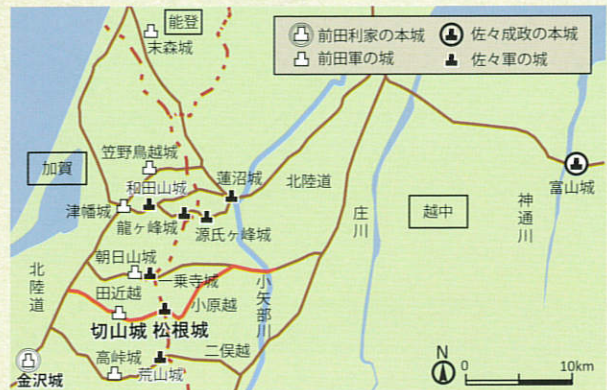 能登
末森城
前田利家の本城
佐々成政の本城
前田軍の城
佐々軍の城
笠野鳥越城
加賀
和田山城
蓮沼城
北陸道
富山城
津幡城
龍ヶ峰城
源氏ヶ峰城
庄川
越中
神通川
朝日山城
一乗寺城
北陸道
田近越
小原越
小矢部川
切山城 松根城
高峠城
二俣越
荒山城
金沢城
N
0
10km